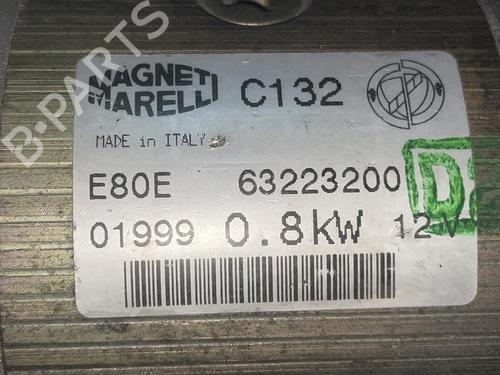 MAGNETI MARELLI C132
MADE in ITALY
E80E 63223200
01999 0.8kW 12V
B-PARTS